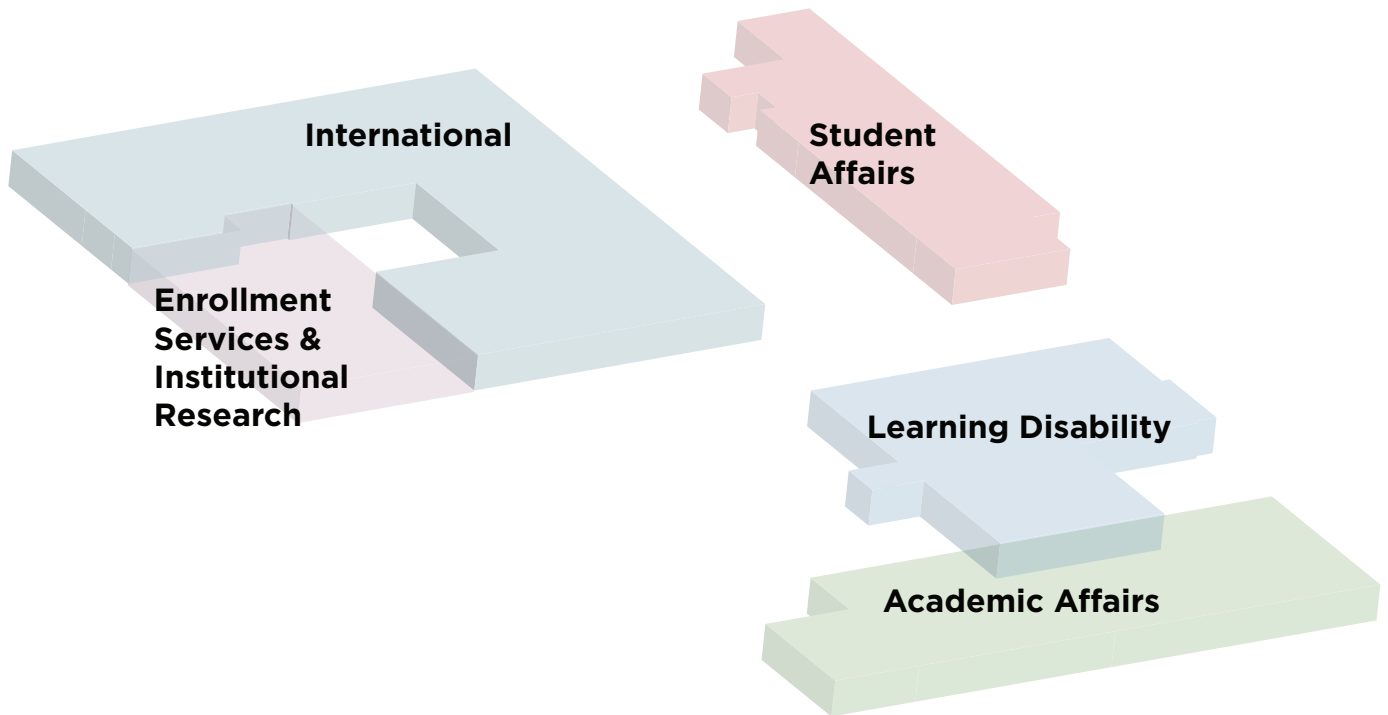 International
Student
Affairs
Enrollment
Services &
Institutional
Research
Learning Disability
Academic Affairs